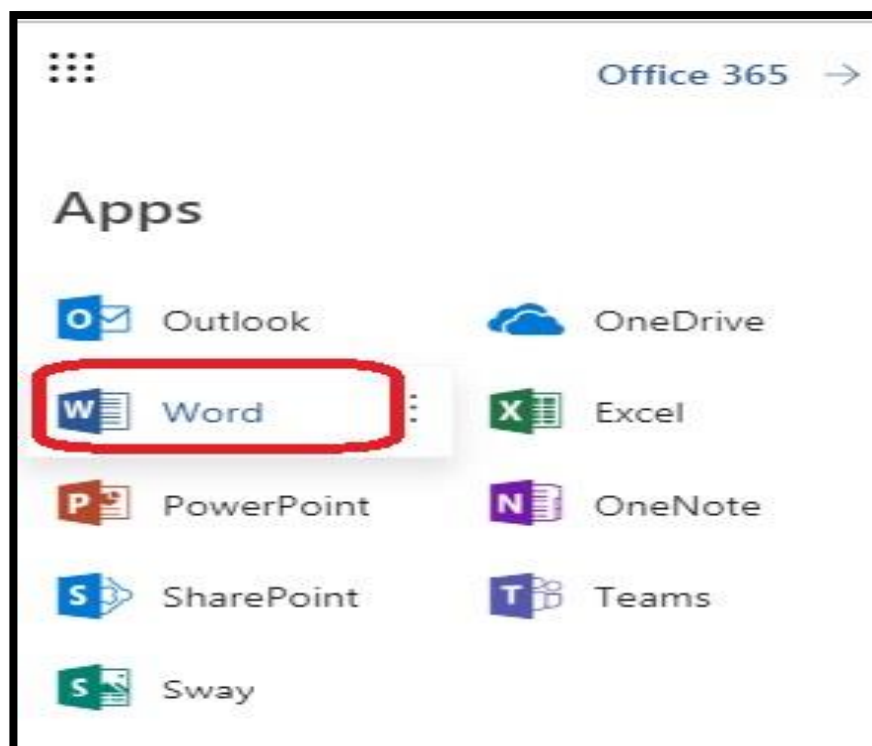 Office 365 →
Apps
Outlook OneDrive
Word Excel
PowerPoint OneNote
SharePoint Teams
Sway